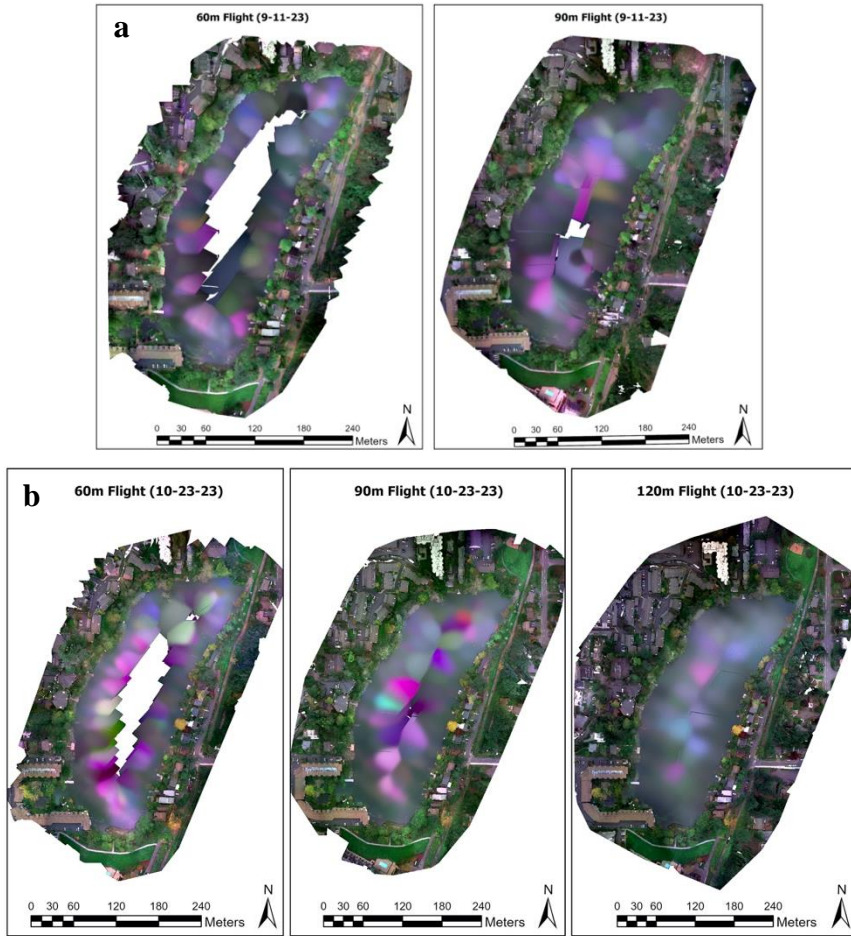 a
60m Flight (9-11-23)
90m Flight (9-11-23)
N
0 30 60 120 180 240
Meters
N
0 30 60 120 180 240
Meters
b
60m Flight (10-23-23)
90m Flight (10-23-23)
120m Flight (10-23-23)
N
0 30 60 120 180 240
Meters
N
0 30 60 120 180 240
Meters
N
0 30 60 120 180 240
Meters